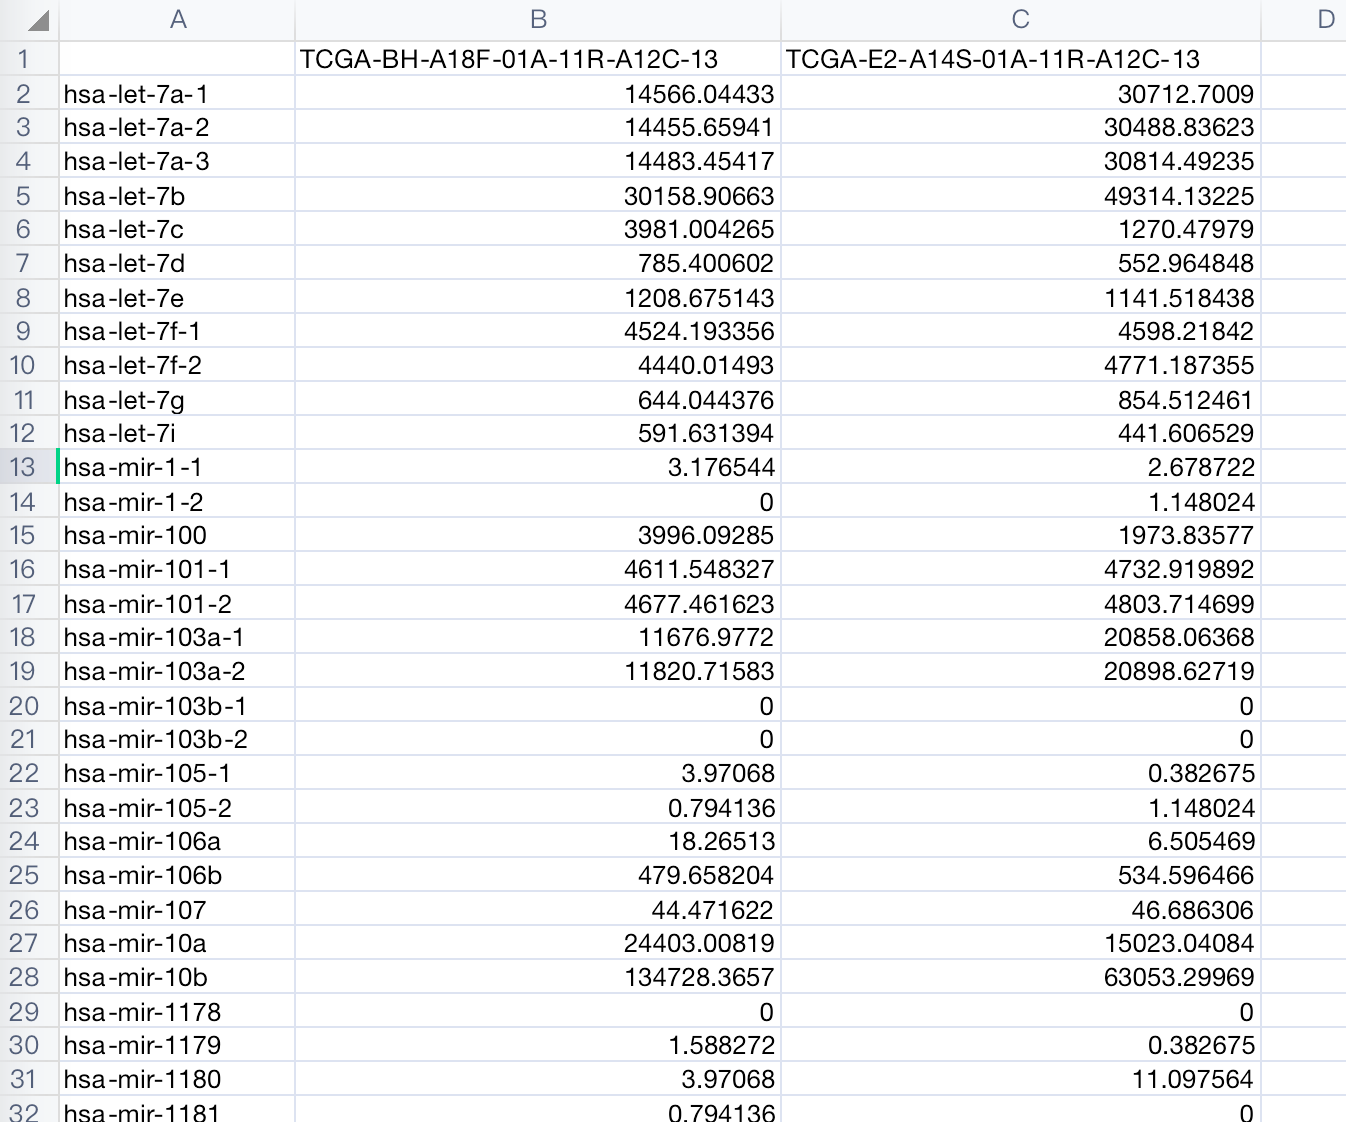 A B C D
1 TCGA-BH-A18F-01A-11R-A12C-13 TCGA-E2-A14S-01A-11R-A12C-13
2 hsa-let-7a-1 14566.04433 30712.7009
3 hsa-let-7a-2 14455.65941 30488.83623
4 hsa-let-7a-3 14483.45417 30814.49235
5 hsa-let-7b 30158.90663 49314.13225
6 hsa-let-7c 3981.004265 1270.47979
7 hsa-let-7d 785.400602 552.964848
8 hsa-let-7e 1208.675143 1141.518438
9 hsa-let-7f-1 4524.193356 4598.21842
10 hsa-let-7f-2 4440.01493 4771.187355
11 hsa-let-7g 644.044376 854.512461
12 hsa-let-7i 591.631394 441.606529
13 hsa-mir-1-1 3.176544 2.678722
14 hsa-mir-1-2 0 1.148024
15 hsa-mir-100 3996.09285 1973.83577
16 hsa-mir-101-1 4611.548327 4732.919892
17 hsa-mir-101-2 4677.461623 4803.714699
18 hsa-mir-103a-1 11676.9772 20858.06368
19 hsa-mir-103a-2 11820.71583 20898.62719
20 hsa-mir-103b-1 0 0
21 hsa-mir-103b-2 0 0
22 hsa-mir-105-1 3.97068 0.382675
23 hsa-mir-105-2 0.794136 1.148024
24 hsa-mir-106a 18.26513 6.505469
25 hsa-mir-106b 479.658204 534.596466
26 hsa-mir-107 44.471622 46.686306
27 hsa-mir-10a 24403.00819 15023.04084
28 hsa-mir-10b 134728.3657 63053.29969
29 hsa-mir-1178 0 0
30 hsa-mir-1179 1.588272 0.382675
31 hsa-mir-1180 3.97068 11.097564
32 hsa-mir-1181 0.794136 0